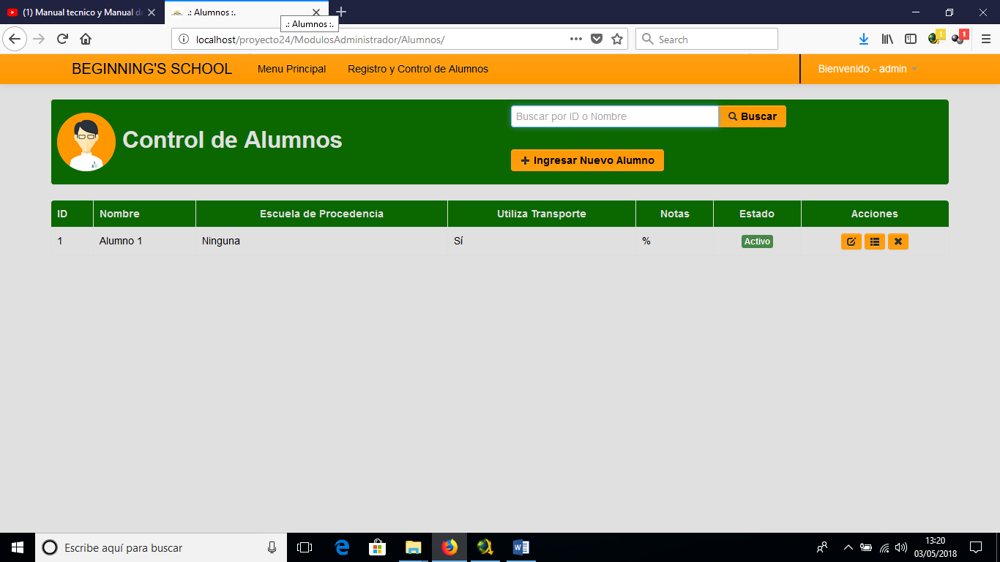 (1) Manual tecnico y Manual de
.: Alumnos :.
.: Alumnos :.
localhost/proyecto24/ModulosAdministrador/Alumnos/
Search
1
BEGINNING'S SCHOOL Menu Principal Registro y Control de Alumnos Bienvenido - admin
Control de Alumnos
Buscar por ID o Nombre Buscar
Ingresar Nuevo Alumno
ID Nombre Escuela de Procedencia Utiliza Transporte Notas Estado Acciones
1 Alumno 1 Ninguna Sí % Activo
Escribe aquí para buscar
13:20
03/05/2018